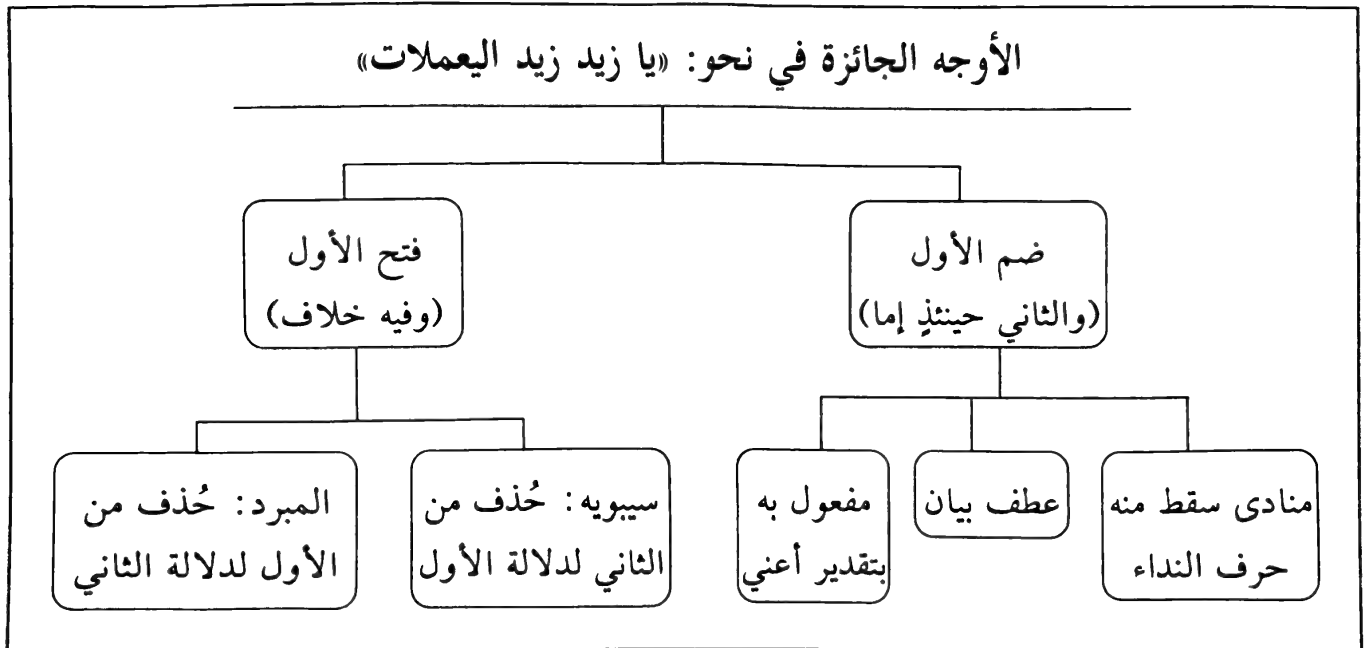 الأوجه الجائزة في نحو: «يا زيد زيد اليعملات»
ضم الأول
(والثاني حينئذٍ إما)
فتح الأول
(وفيه خلاف)
منادى سقط منه
حرف النداء
عطف بيان
مفعول به
بتقدير أعني
سيبويه: حُذف من
الثاني لدلالة الأول
المبرد: حُذف من
الأول لدلالة الثاني